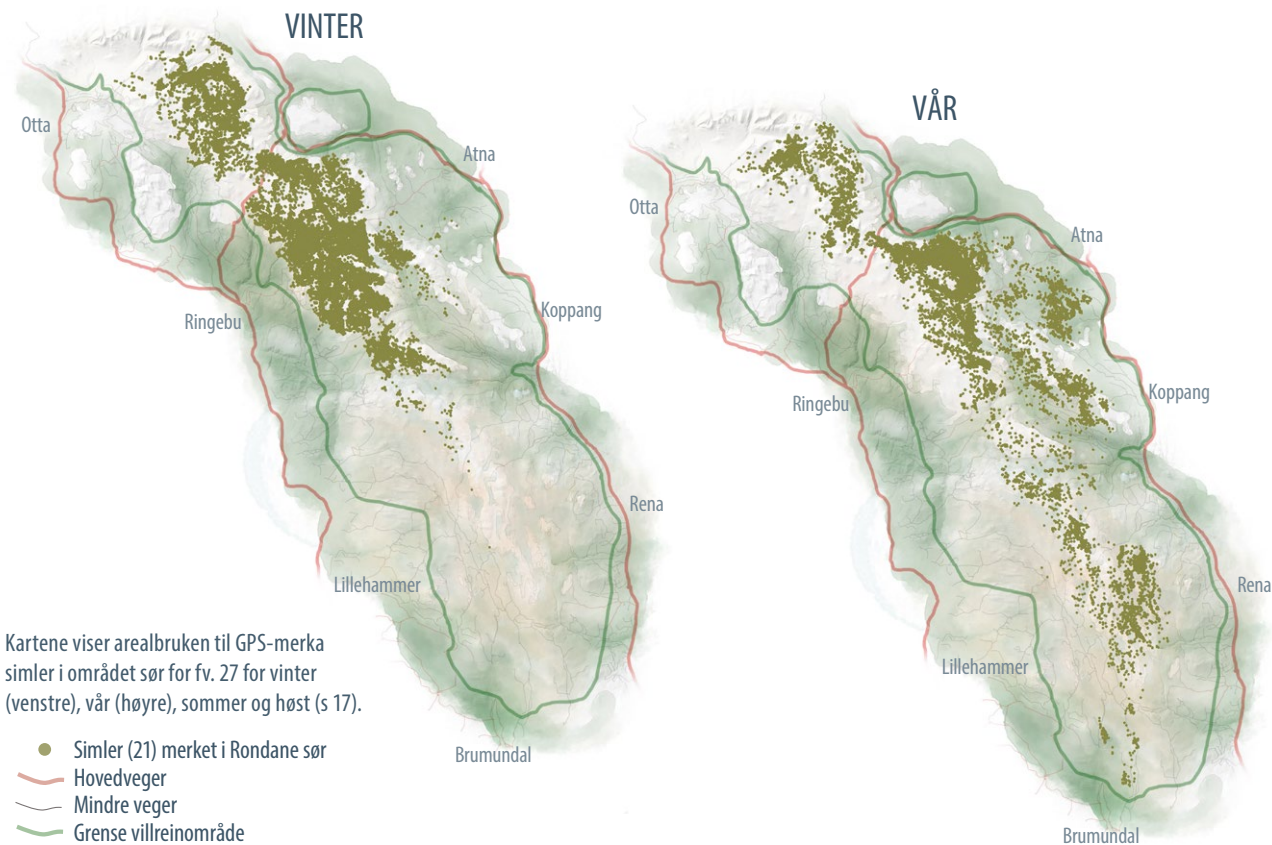 VINTER
Otta
Atna
Ringebu
Koppang
Rena
Lillehammer
Brumundal
VÅR
Otta
Atna
Ringebu
Koppang
Rena
Lillehammer
Brumundal
Kartene viser arealbruken til GPS-merka
simler i området sør for fv. 27 for vinter
(venstre), vår (høyre), sommer og høst (s 17).
Simler (21) merket i Rondane sør
Hovedveger
Mindre veger
Grense villreinområde